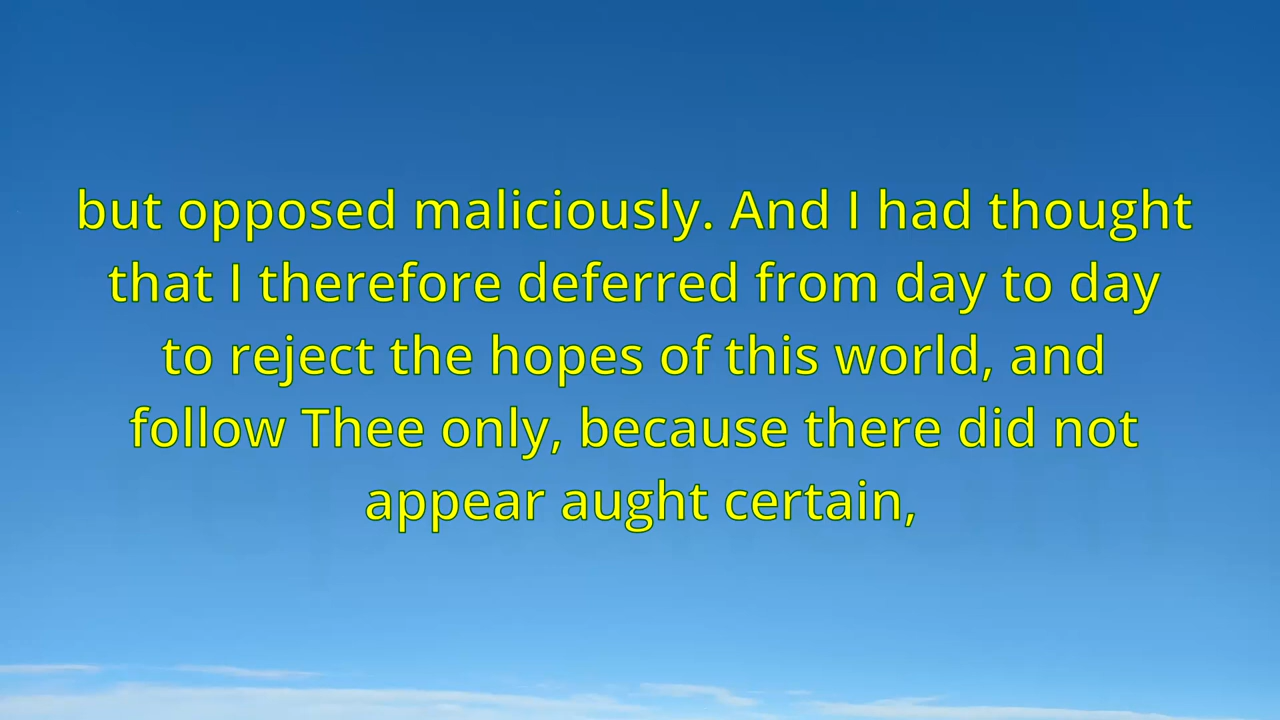 but opposed maliciously. And I had thought
that I therefore deferred from day to day
to reject the hopes of this world, and
follow Thee only, because there did not
appear aught certain,